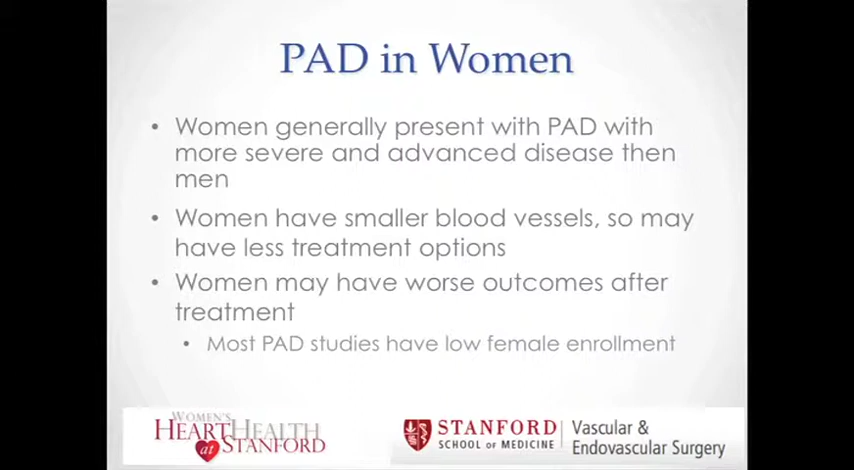 PAD in Women
• Women generally present with PAD with
more severe and advanced disease then
men
• Women have smaller blood vessels, so may
have less treatment options
• Women may have worse outcomes after
treatment
• Most PAD studies have low female enrollment
WOMEN'S
HEARTHEALTH
at STANFORD
STANFORD
SCHOOL OF MEDICINE
Vascular &
Endovascular Surgery